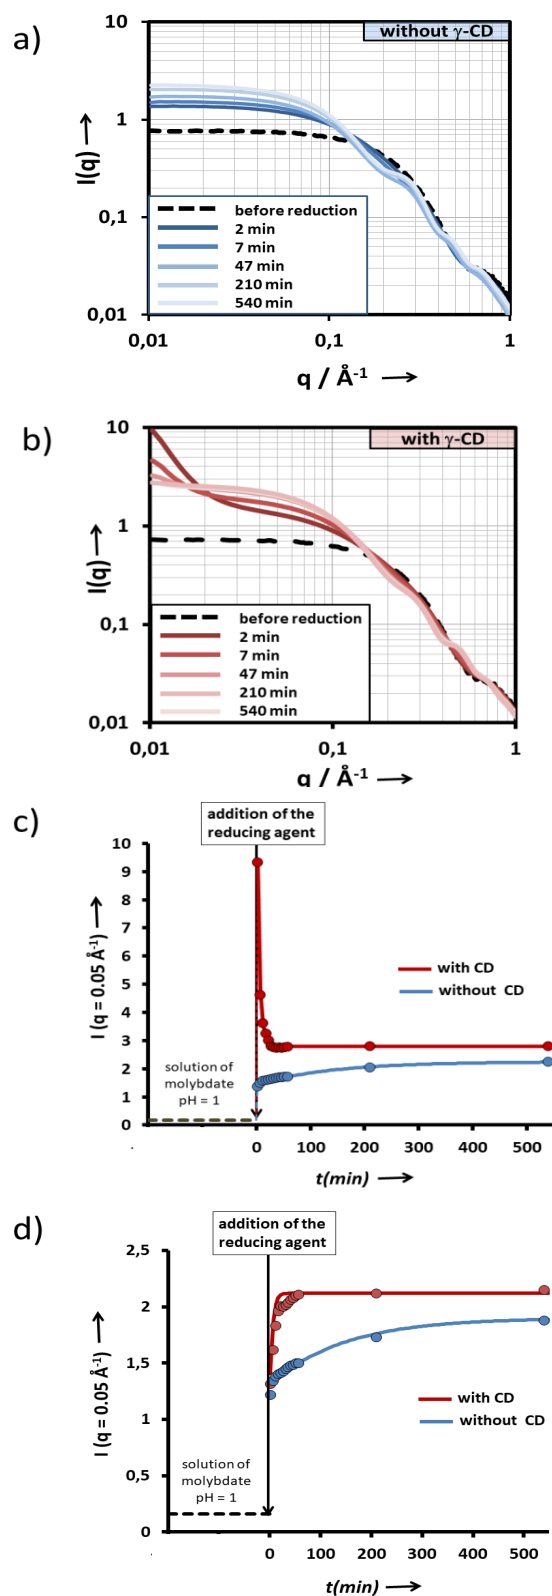 a)
without γ-CD
10
1
0,1
0,01
I(q)
before reduction
2 min
7 min
47 min
210 min
540 min
0,01
0,1
1
q / Å-1
b)
with γ-CD
10
1
0,1
0,01
I(q)
before reduction
2 min
7 min
47 min
210 min
540 min
0,01
0,1
1
q / Å-1
c)
addition of the
reducing agent
10
9
8
7
6
5
4
3
2
1
0
I (q = 0.05 Å-1)
with CD
without CD
solution of
molybdate
pH = 1
0
100
200
300
400
500
t(min)
d)
addition of the
reducing agent
2,5
2
1,5
1
0,5
0
I (q = 0.05 Å-1)
with CD
without CD
solution of
molybdate
pH = 1
0
100
200
300
400
500
t(min)